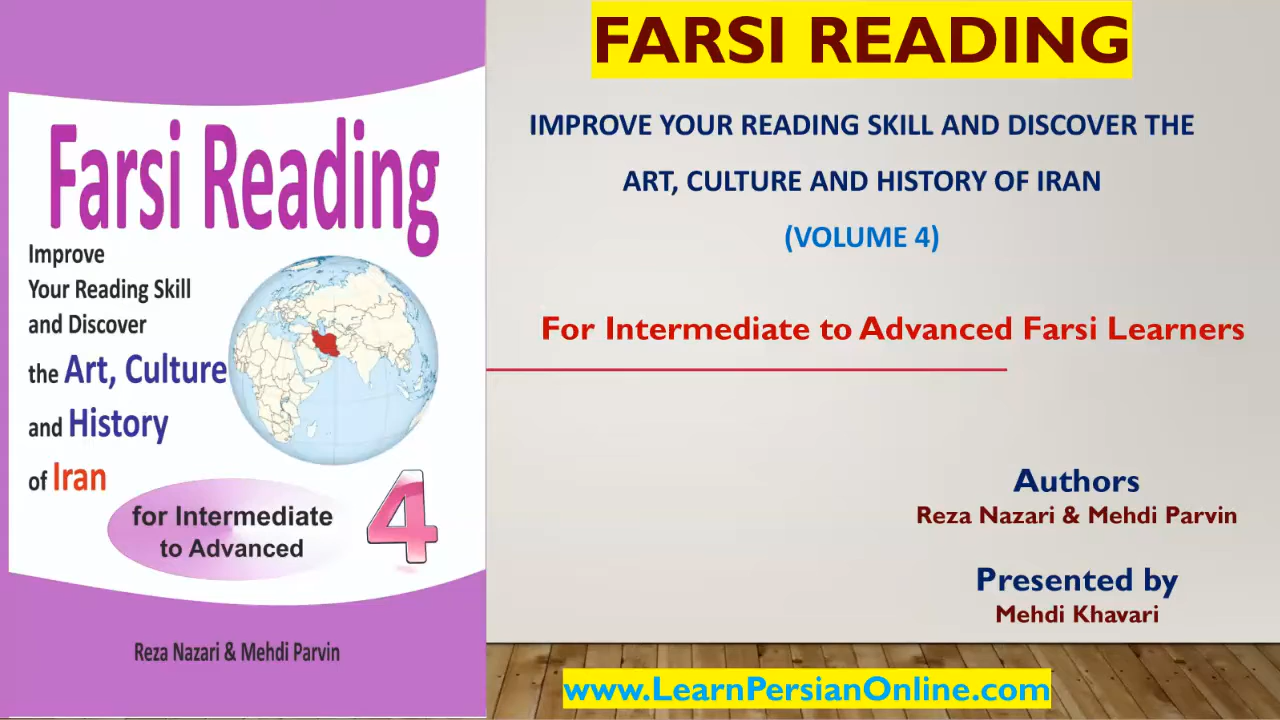 Farsi Reading
Improve
Your Reading Skill
and Discover
the Art, Culture
and History
of Iran
for Intermediate
to Advanced
4
Reza Nazari & Mehdi Parvin
FARSI READING
IMPROVE YOUR READING SKILL AND DISCOVER THE
ART, CULTURE AND HISTORY OF IRAN
(VOLUME 4)
For Intermediate to Advanced Farsi Learners
Authors
Reza Nazari & Mehdi Parvin
Presented by
Mehdi Khavari
www.LearnPersianOnline.com